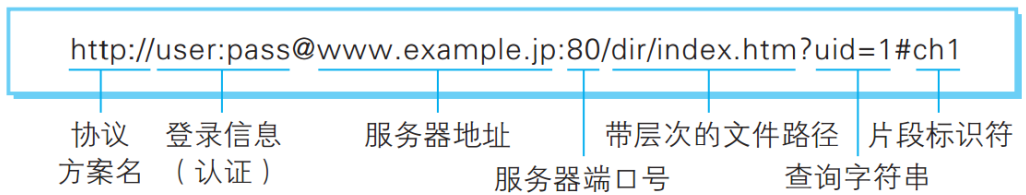 http://user:pass@www.example.jp:80/dir/index.htm?uid=1#ch1
协议
方案名
登录信息
（认证）
服务器地址
服务器端口号
带层次的文件路径
查询字符串
片段标识符